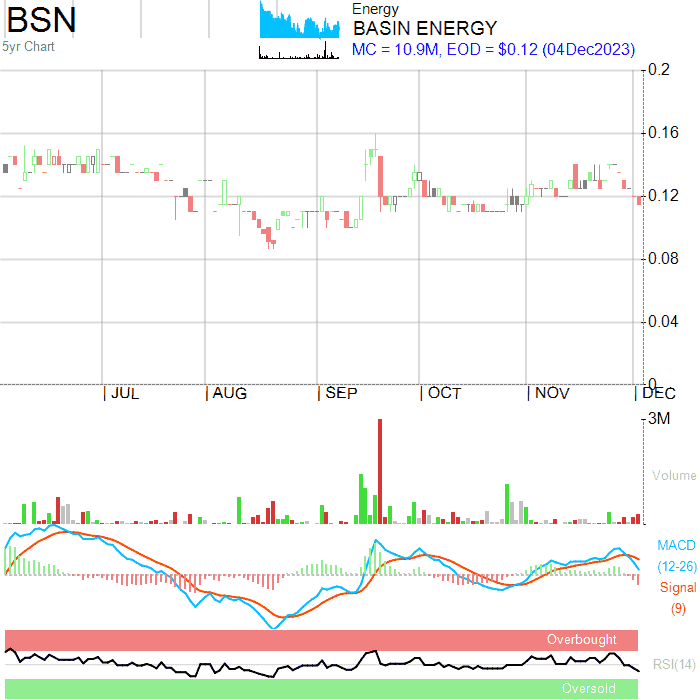 BSN
5yr Chart
Energy
BASIN ENERGY
MC = 10.9M, EOD = $0.12 (04Dec2023)
0.2
0.16
0.12
0.08
0.04
0
JUL AUG SEP OCT NOV DEC
3M
Volume
MACD
(12-26)
Signal
(9)
Overbought
RSI(14)
Oversold